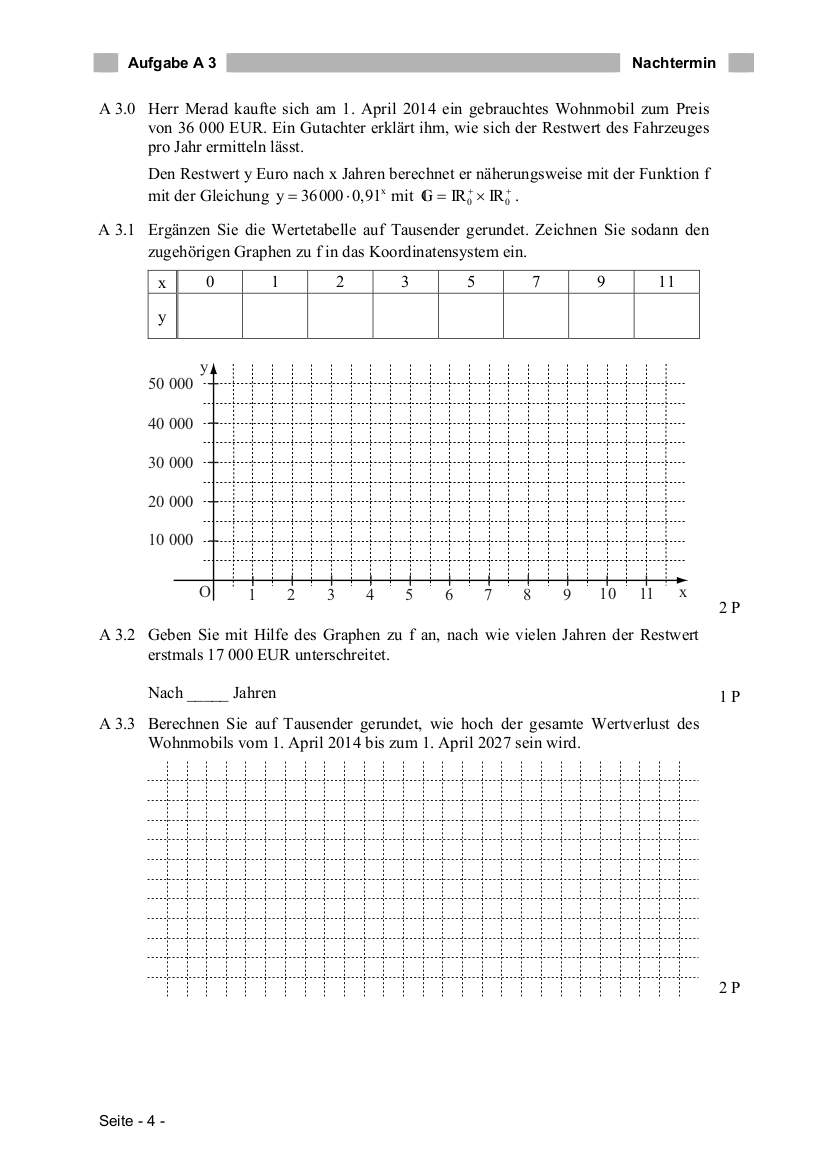 Aufgabe A 3 Nachtermin
A 3.0 Herr Merad kaufte sich am 1. April 2014 ein gebrauchtes Wohnmobil zum Preis
von 36 000 EUR. Ein Gutachter erklärt ihm, wie sich der Restwert des Fahrzeuges
pro Jahr ermitteln lässt.
Den Restwert y Euro nach x Jahren berechnet er näherungsweise mit der Funktion f
mit der Gleichung y = 36000 · 0,91ˣ mit 𝔾 = ℝ₀⁺ × ℝ₀⁺ .
A 3.1 Ergänzen Sie die Wertetabelle auf Tausender gerundet. Zeichnen Sie sodann den
zugehörigen Graphen zu f in das Koordinatensystem ein.
x 0 1 2 3 5 7 9 11
y
y
50 000
40 000
30 000
20 000
10 000
O 1 2 3 4 5 6 7 8 9 10 11 x
2 P
A 3.2 Geben Sie mit Hilfe des Graphen zu f an, nach wie vielen Jahren der Restwert
erstmals 17 000 EUR unterschreitet.
Nach _____ Jahren
1 P
A 3.3 Berechnen Sie auf Tausender gerundet, wie hoch der gesamte Wertverlust des
Wohnmobils vom 1. April 2014 bis zum 1. April 2027 sein wird.
2 P
Seite - 4 -